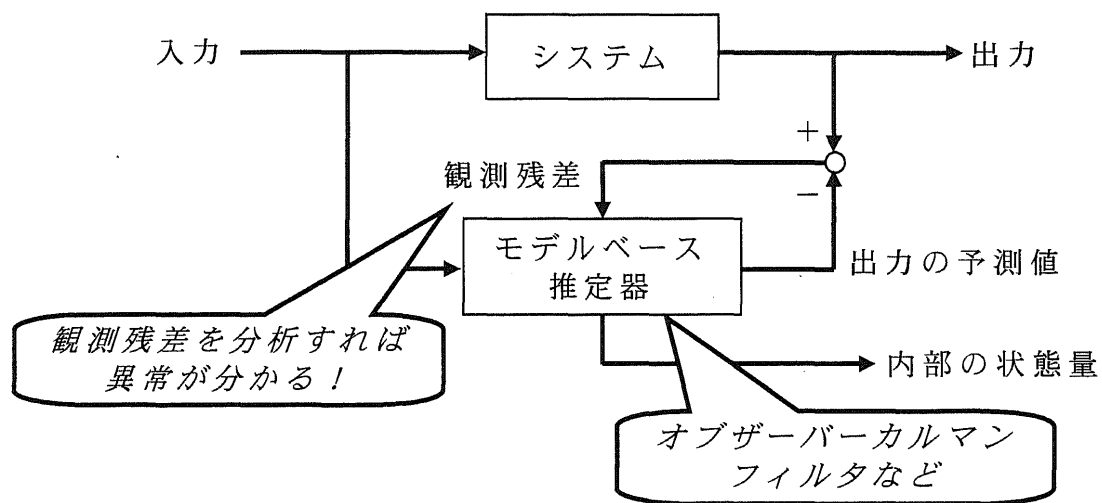 入力
システム
出力
+
観測残差
−
モデルベース
推定器
出力の予測値
観測残差を分析すれば
異常が分かる！
内部の状態量
オブザーバーカルマン
フィルタなど